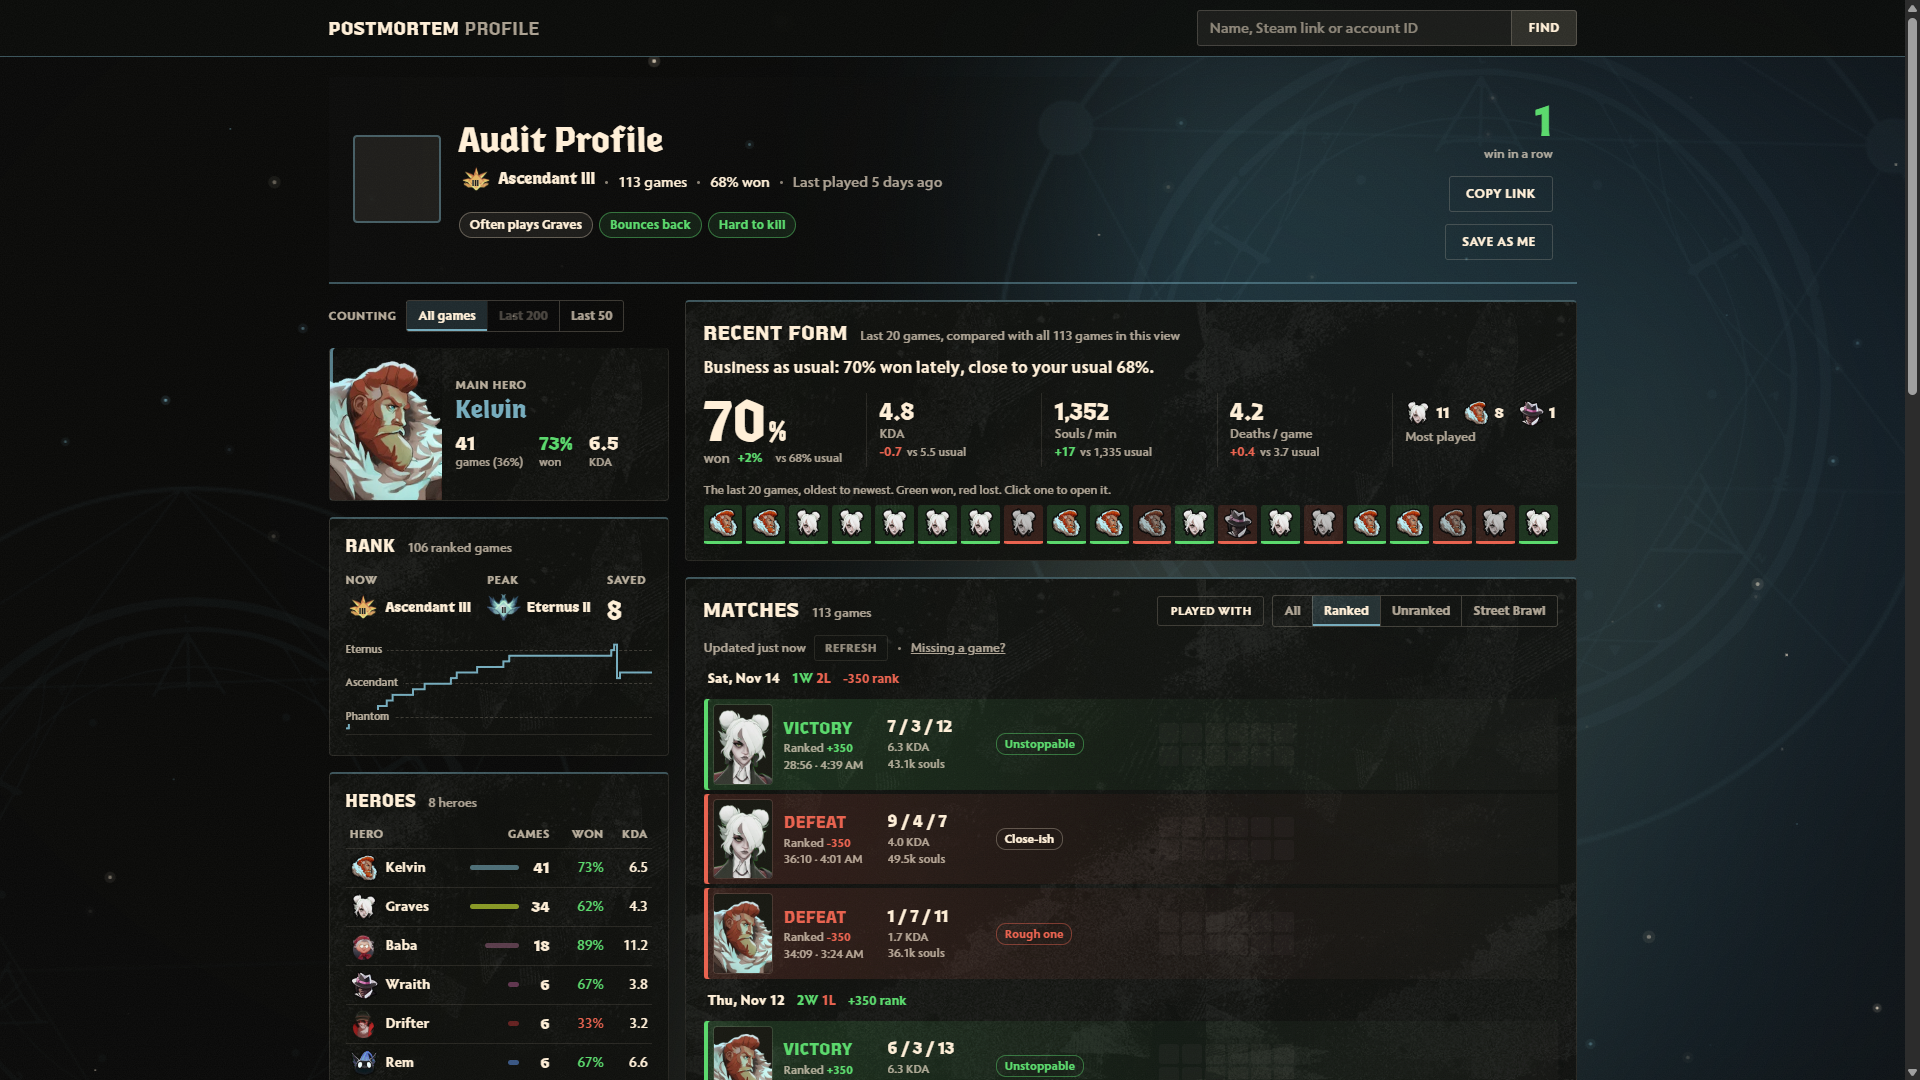 POSTMORTEM PROFILE
Name, Steam link or account ID
FIND
Audit Profile
III Ascendant III · 113 games · 68% won · Last played 5 days ago
Often plays Graves
Bounces back
Hard to kill
1
win in a row
COPY LINK
SAVE AS ME
COUNTING
All games
Last 200
Last 50
MAIN HERO
Kelvin
41
games (36%)
73%
won
6.5
KDA
RANK 106 ranked games
NOW
PEAK
SAVED
III Ascendant III
II Eternus II
8
Eternus
Ascendant
Phantom
HEROES 8 heroes
HERO GAMES WON KDA
Kelvin 41 73% 6.5
Graves 34 62% 4.3
Baba 18 89% 11.2
Wraith 6 67% 3.8
Drifter 6 33% 3.2
Rem 6 67% 6.6
RECENT FORM Last 20 games, compared with all 113 games in this view
Business as usual: 70% won lately, close to your usual 68%.
70%
won +2% vs 68% usual
4.8
KDA
-0.7 vs 5.5 usual
1,352
Souls / min
+17 vs 1,335 usual
4.2
Deaths / game
+0.4 vs 3.7 usual
11 8 1
Most played
The last 20 games, oldest to newest. Green won, red lost. Click one to open it.
MATCHES 113 games
PLAYED WITH
All
Ranked
Unranked
Street Brawl
Updated just now
REFRESH
· Missing a game?
Sat, Nov 14 1W 2L -350 rank
VICTORY
Ranked +350
28:56 · 4:39 AM
7 / 3 / 12
6.3 KDA
43.1k souls
Unstoppable
DEFEAT
Ranked -350
36:10 · 4:01 AM
9 / 4 / 7
4.0 KDA
49.5k souls
Close-ish
DEFEAT
Ranked -350
34:09 · 3:24 AM
1 / 7 / 11
1.7 KDA
36.1k souls
Rough one
Thu, Nov 12 2W 1L +350 rank
VICTORY
Ranked +350
6 / 3 / 13
6.3 KDA
Unstoppable